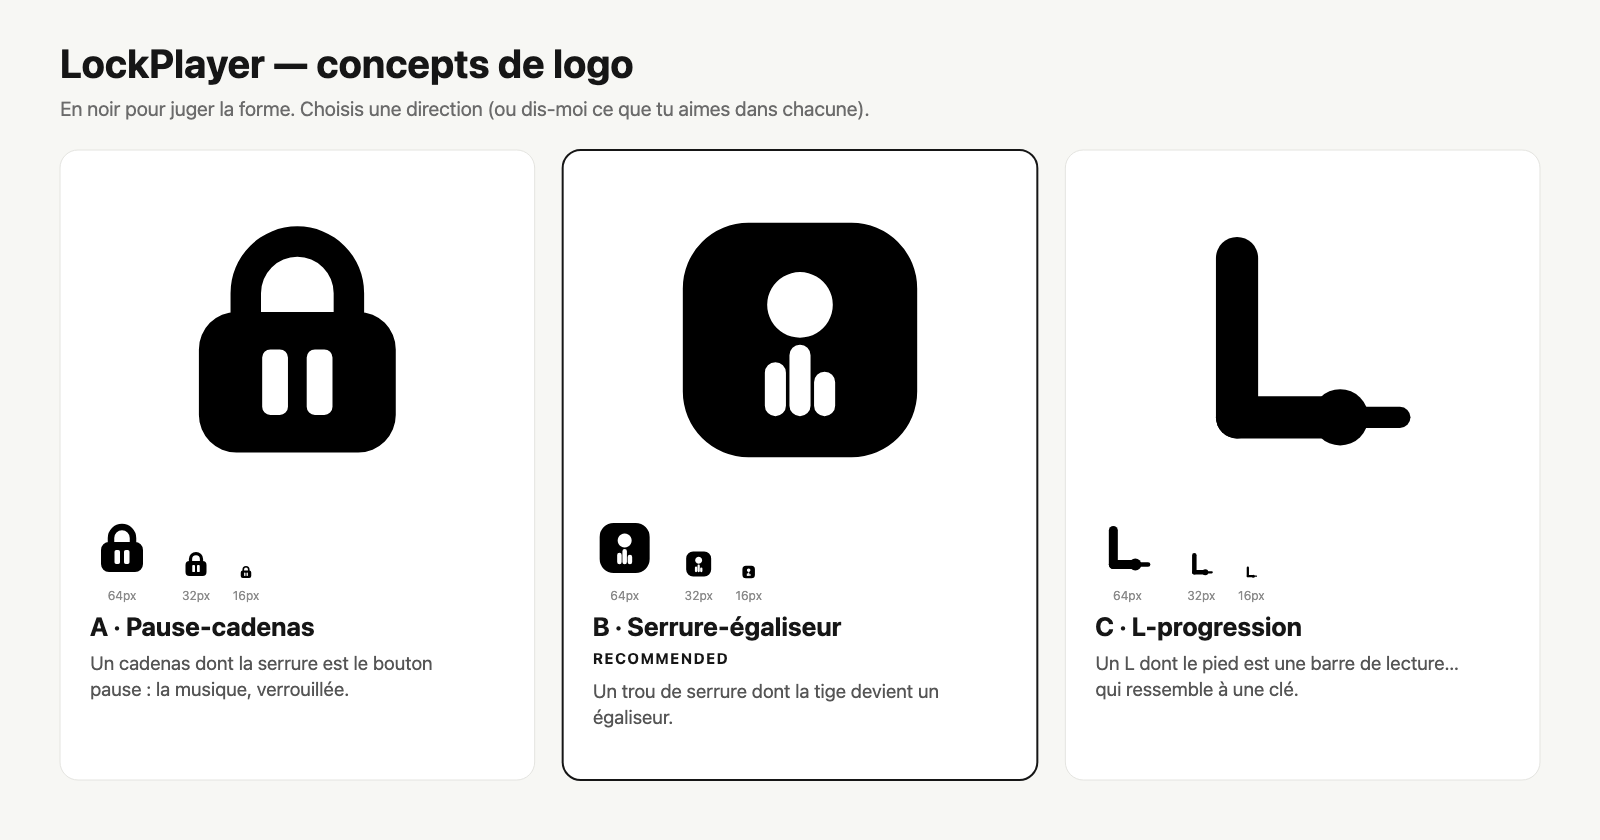 LockPlayer — concepts de logo
En noir pour juger la forme. Choisis une direction (ou dis-moi ce que tu aimes dans chacune).
64px 32px 16px
A · Pause-cadenas
Un cadenas dont la serrure est le bouton
pause : la musique, verrouillée.
64px 32px 16px
B · Serrure-égaliseur
RECOMMENDED
Un trou de serrure dont la tige devient un
égaliseur.
64px 32px 16px
C · L-progression
Un L dont le pied est une barre de lecture...
qui ressemble à une clé.